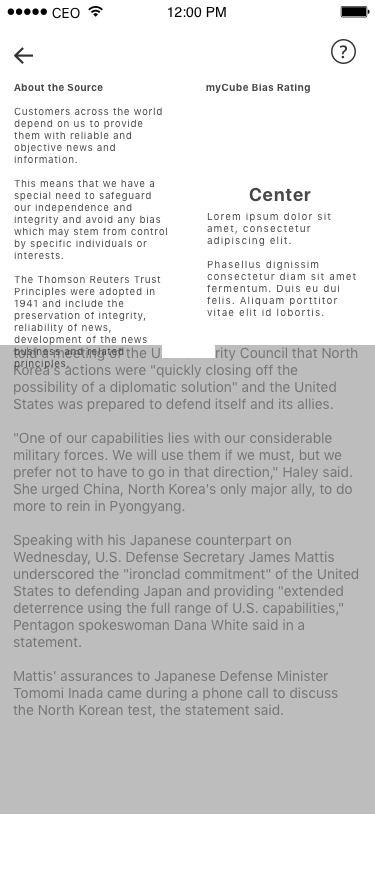 CEO 12:00 PM
?
About the Source
Customers across the world
depend on us to provide
them with reliable and
objective news and
information.
This means that we have a
special need to safeguard
our independence and
integrity and avoid any bias
which may stem from control
by specific individuals or
interests.
The Thomson Reuters Trust
Principles were adopted in
1941 and include the
preservation of integrity,
reliability of news,
development of the news
business and related
principles.
myCube Bias Rating
Center
Lorem ipsum dolor sit
amet, consectetur
adipiscing elit.
Phasellus dignissim
consectetur diam sit amet
fermentum. Duis eu dui
felis. Aliquam porttitor
vitae elit id lobortis.
told a meeting of the U rity Council that North
Korea's actions were "quickly closing off the
possibility of a diplomatic solution" and the United
States was prepared to defend itself and its allies.
"One of our capabilities lies with our considerable
military forces. We will use them if we must, but we
prefer not to have to go in that direction," Haley said.
She urged China, North Korea's only major ally, to do
more to rein in Pyongyang.
Speaking with his Japanese counterpart on
Wednesday, U.S. Defense Secretary James Mattis
underscored the "ironclad commitment" of the United
States to defending Japan and providing "extended
deterrence using the full range of U.S. capabilities,"
Pentagon spokeswoman Dana White said in a
statement.
Mattis' assurances to Japanese Defense Minister
Tomomi Inada came during a phone call to discuss
the North Korean test, the statement said.